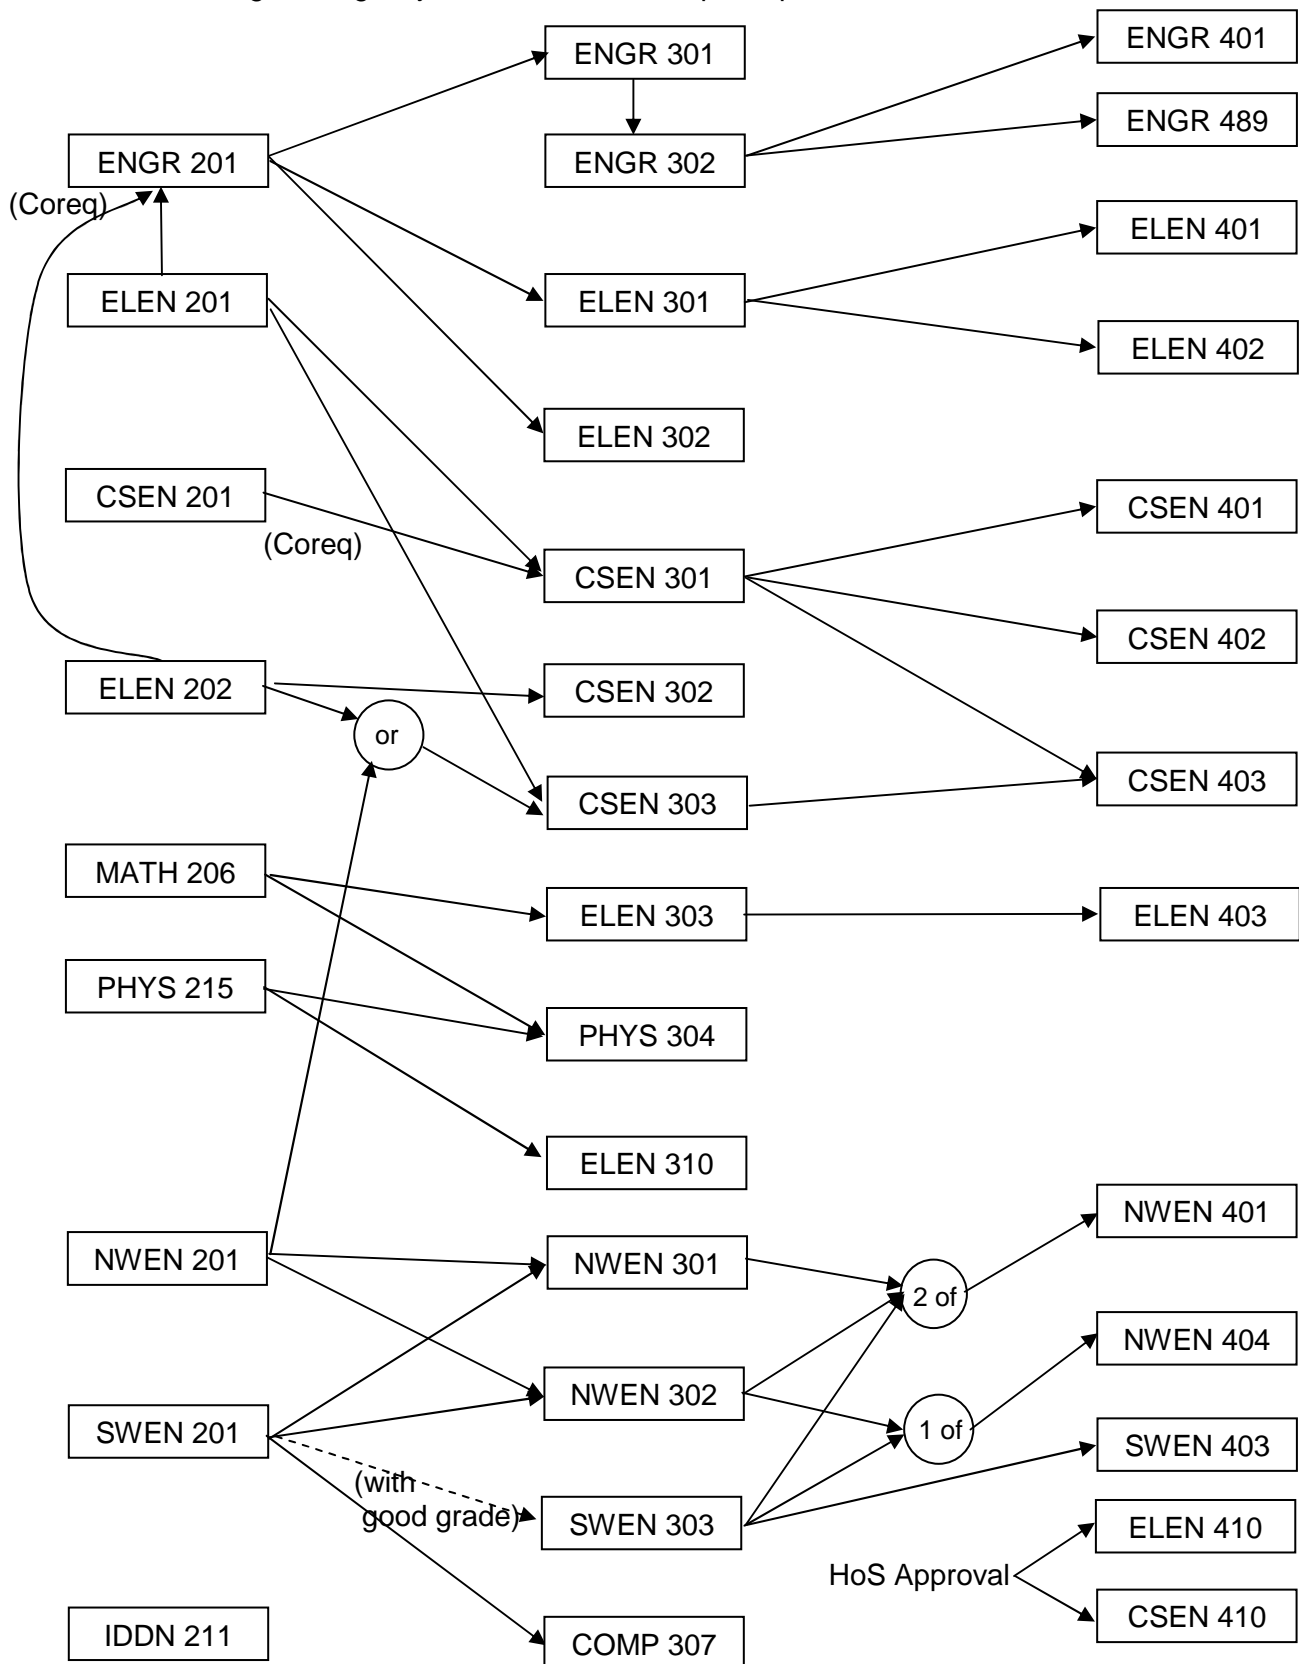 ENGR 401
ENGR 301
ENGR 489
ENGR 201
ENGR 302
(Coreq)
ELEN 401
ELEN 201
ELEN 301
ELEN 402
ELEN 302
CSEN 201
CSEN 401
(Coreq)
CSEN 301
CSEN 402
ELEN 202
CSEN 302
or
CSEN 403
CSEN 303
MATH 206
ELEN 303
ELEN 403
PHYS 215
PHYS 304
ELEN 310
NWEN 401
NWEN 201
NWEN 301
2 of
NWEN 404
NWEN 302
SWEN 201
1 of
SWEN 403
(with
good grade)
SWEN 303
ELEN 410
HoS Approval
CSEN 410
IDDN 211
COMP 307